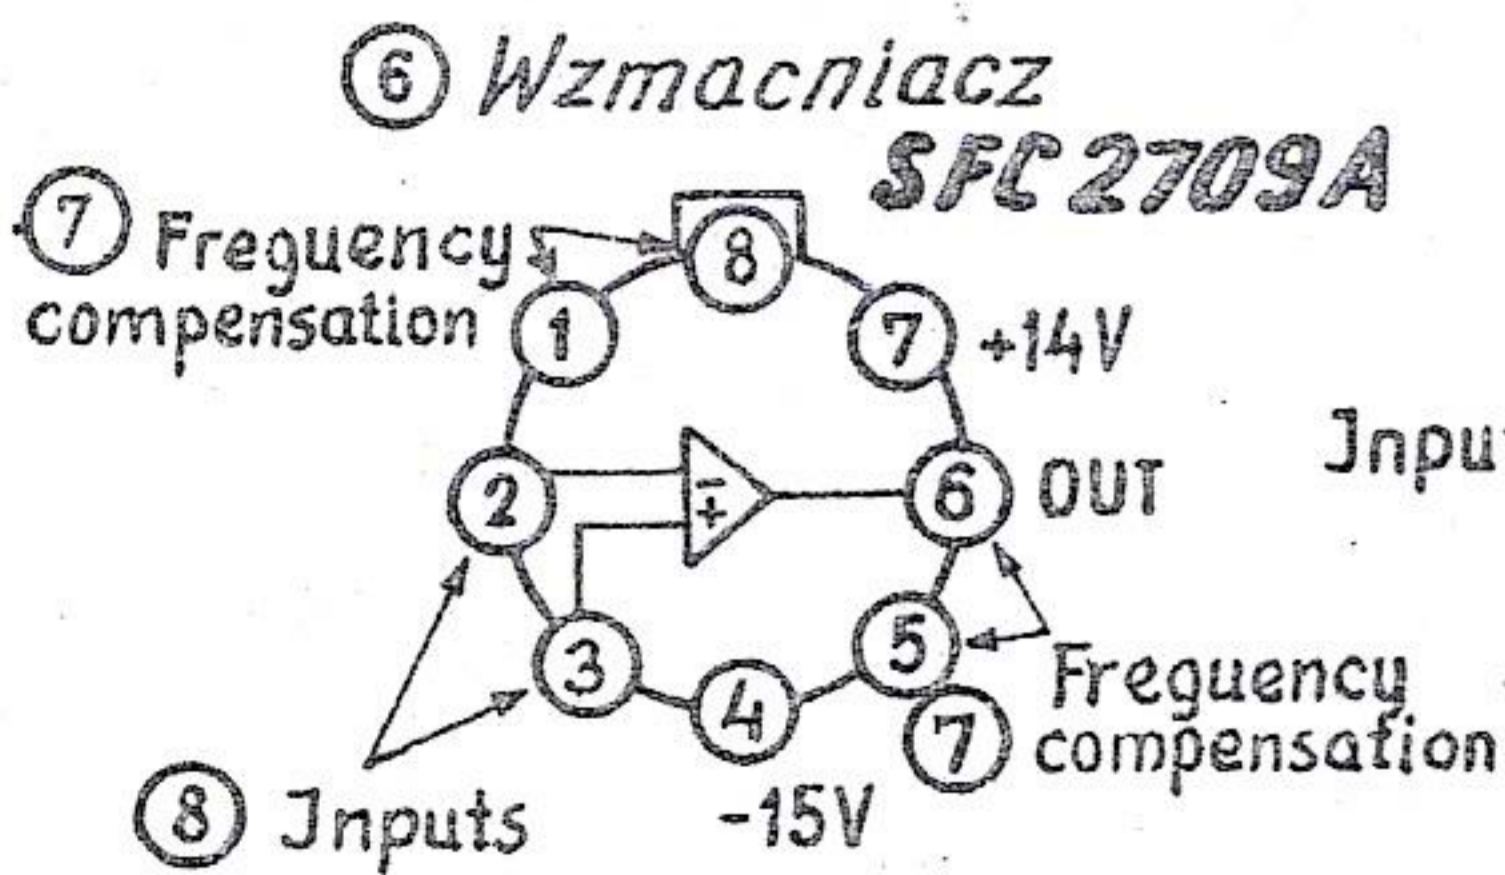 6 Wzmacniacz
SFC 2709A
7 Freguency
compensation
8
1
7
+14V
2
-
+
6
OUT
3
4
5
-15V
7 Freguency
compensation
8 Jnputs